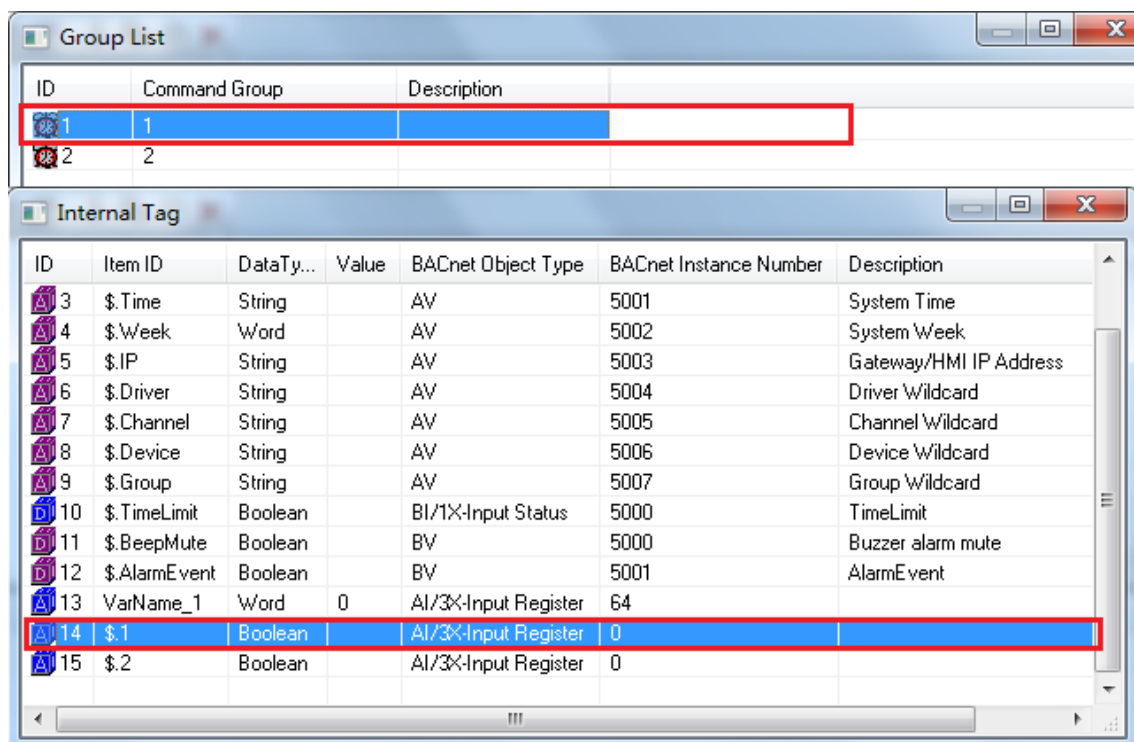 Group List
ID Command Group Description
1 1
2 2
Internal Tag
ID Item ID DataTy... Value BACnet Object Type BACnet Instance Number Description
3 $.Time String AV 5001 System Time
4 $.Week Word AV 5002 System Week
5 $.IP String AV 5003 Gateway/HMI IP Address
6 $.Driver String AV 5004 Driver Wildcard
7 $.Channel String AV 5005 Channel Wildcard
8 $.Device String AV 5006 Device Wildcard
9 $.Group String AV 5007 Group Wildcard
10 $.TimeLimit Boolean BI/1X-Input Status 5000 TimeLimit
11 $.BeepMute Boolean BV 5000 Buzzer alarm mute
12 $.AlarmEvent Boolean BV 5001 AlarmEvent
13 VarName_1 Word 0 AI/3X-Input Register 64
14 $.1 Boolean AI/3X-Input Register 0
15 $.2 Boolean AI/3X-Input Register 0